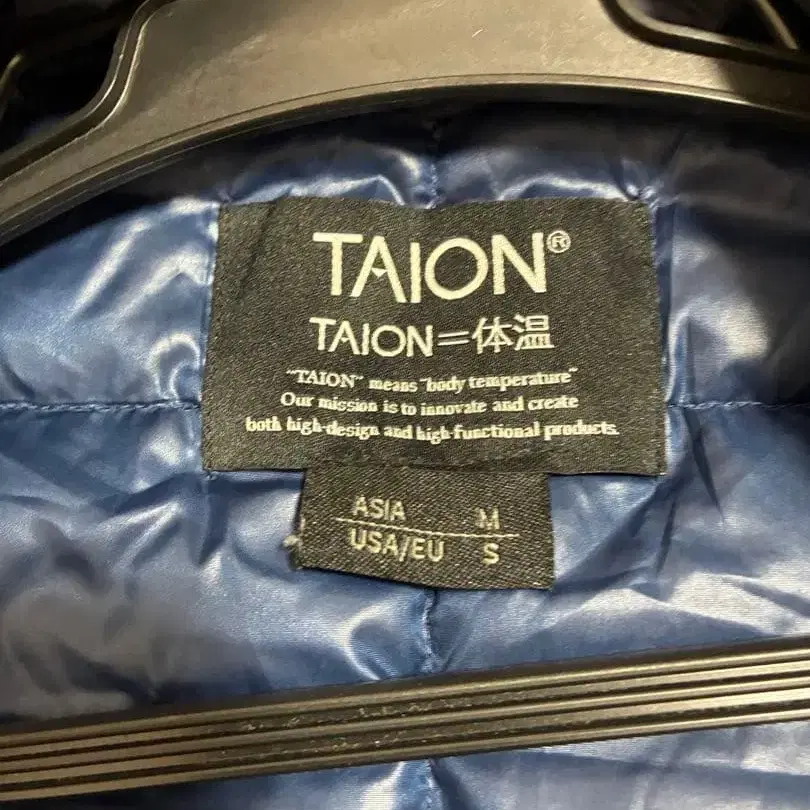 TAION®
TAION=体温
"TAION" means "body temperature"
Our mission is to innovate and create
both high-design and high-functional products.
ASIA M
USA/EU S